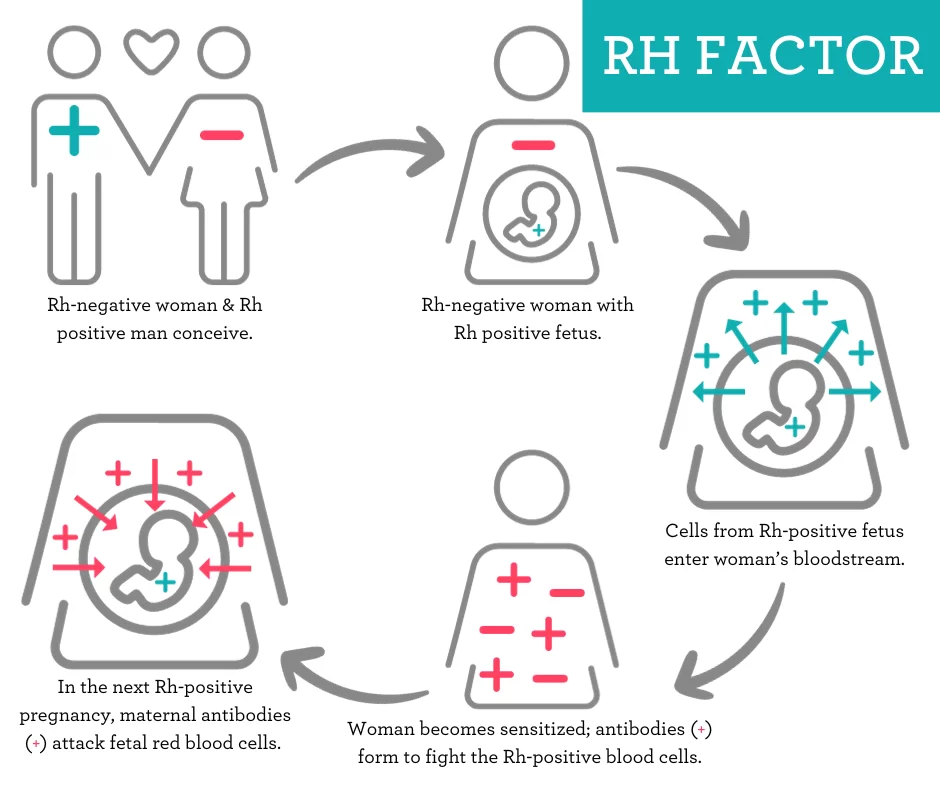 RH FACTOR
Rh-negative woman & Rh
positive man conceive.
Rh-negative woman with
Rh positive fetus.
Cells from Rh-positive fetus
enter woman's bloodstream.
Woman becomes sensitized; antibodies (+)
form to fight the Rh-positive blood cells.
In the next Rh-positive
pregnancy, maternal antibodies
(+) attack fetal red blood cells.